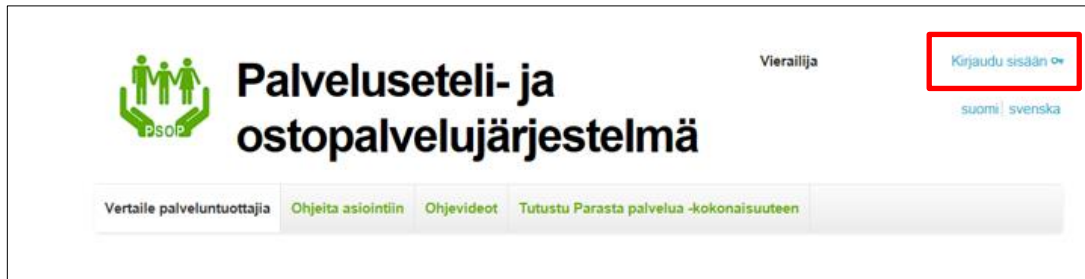 PSOP
Palveluseteli- ja
ostopalvelujärjestelmä
Vierailija
Kirjaudu sisään
suomi | svenska
Vertaile palveluntuottajia Ohjeita asiointiin Ohjevideot Tutustu Parasta palvelua -kokonaisuuteen